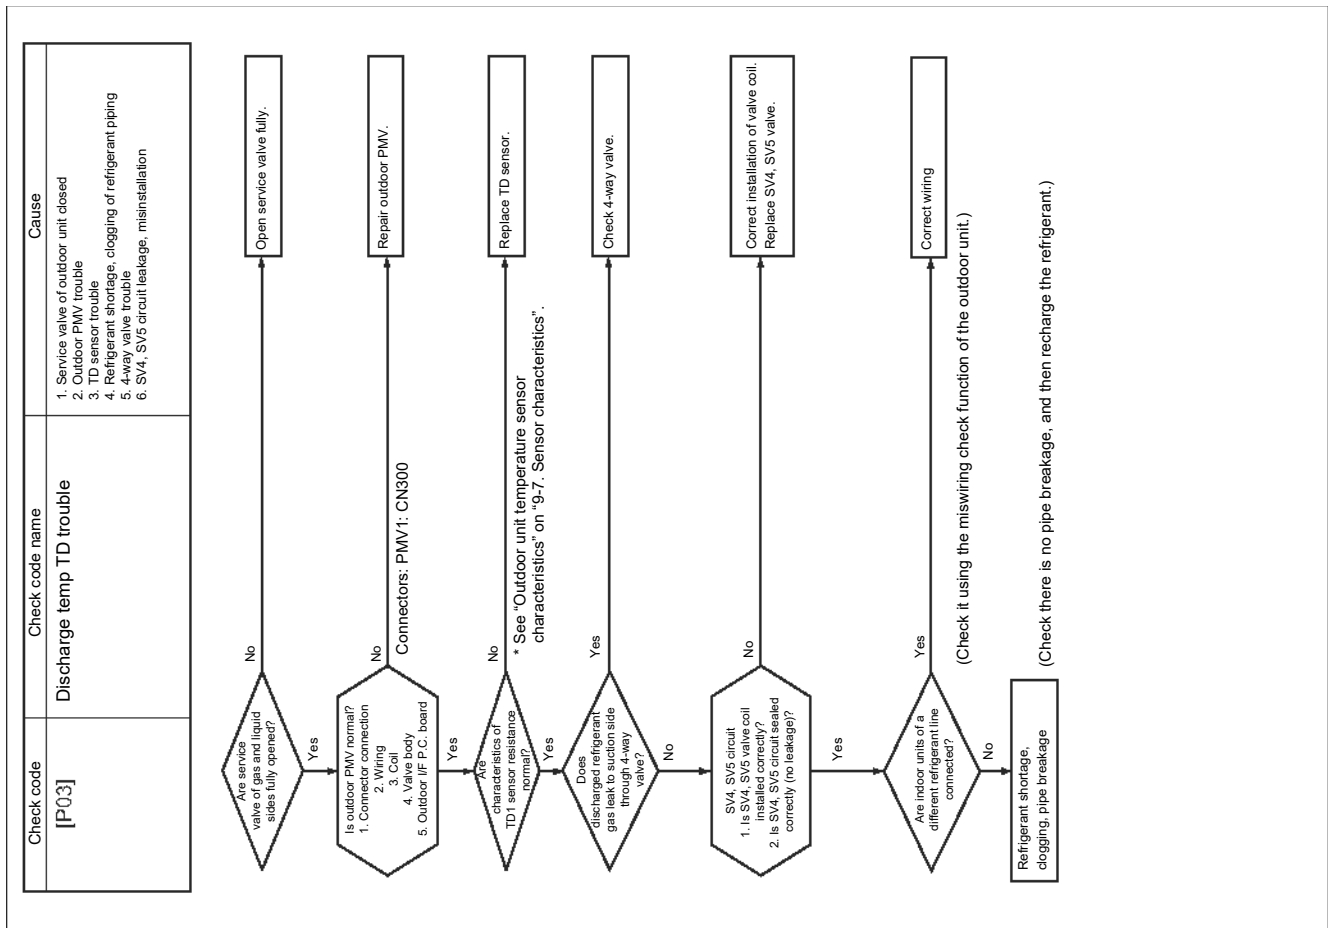 Check code
Check code name
Cause
[P03]
Discharge temp TD trouble
1. Service valve of outdoor unit closed
2. Outdoor PMV trouble
3. TD sensor trouble
4. Refrigerant shortage, clogging of refrigerant piping
5. 4-way valve trouble
6. SV4, SV5 circuit leakage, misinstallation
Are service
valve of gas and liquid
sides fully opened?
No
Open service valve fully.
Yes
Is outdoor PMV normal?
1. Connector connection
2. Wiring
3. Coil
4. Valve body
5. Outdoor I/F P.C. board
No
Connectors: PMV1: CN300
Repair outdoor PMV.
Yes
Are
characteristics of
TD1 sensor resistance
normal?
No
* See "Outdoor unit temperature sensor
characteristics" on "9-7. Sensor characteristics".
Replace TD sensor.
Yes
Does
discharged refrigerant
gas leak to suction side
through 4-way
valve?
Yes
Check 4-way valve.
No
SV4, SV5 circuit
1. Is SV4, SV5 valve coil
installed correctly?
2. Is SV4, SV5 circuit sealed
correctly (no leakage)?
No
Correct installation of valve coil.
Replace SV4, SV5 valve.
Yes
Are indoor units of a
different refrigerant line
connected?
Yes
Correct wiring
(Check it using the miswiring check function of the outdoor unit.)
No
Refrigerant shortage,
clogging, pipe breakage
(Check there is no pipe breakage, and then recharge the refrigerant.)